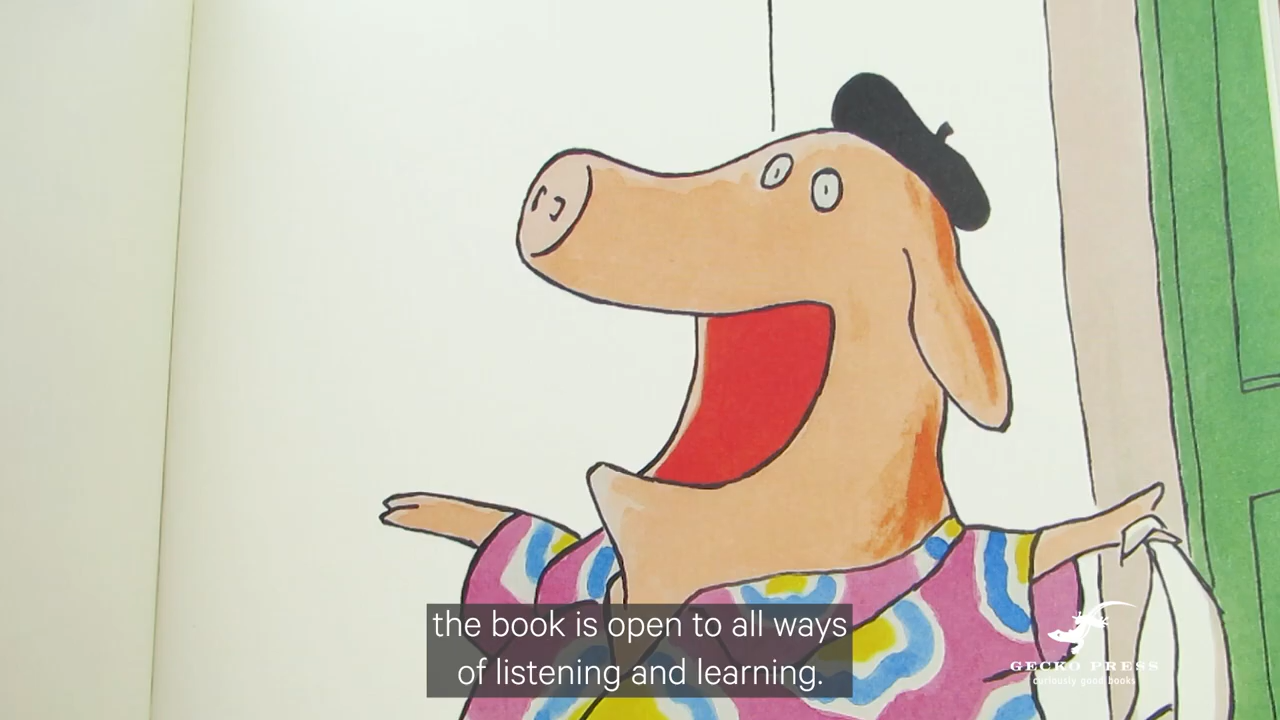 the book is open to all ways
of listening and learning.
GECKO PRESS
curiously good books